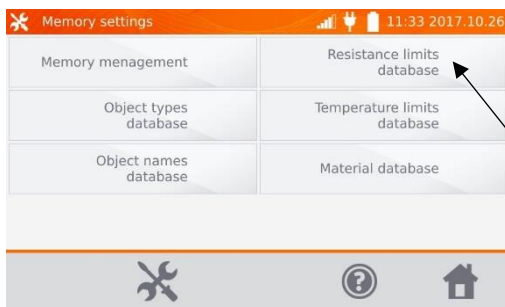 Memory settings
11:33 2017.10.26
Memory menagement
Resistance limits
database
Object types
database
Temperature limits
database
Object names
database
Material database
?